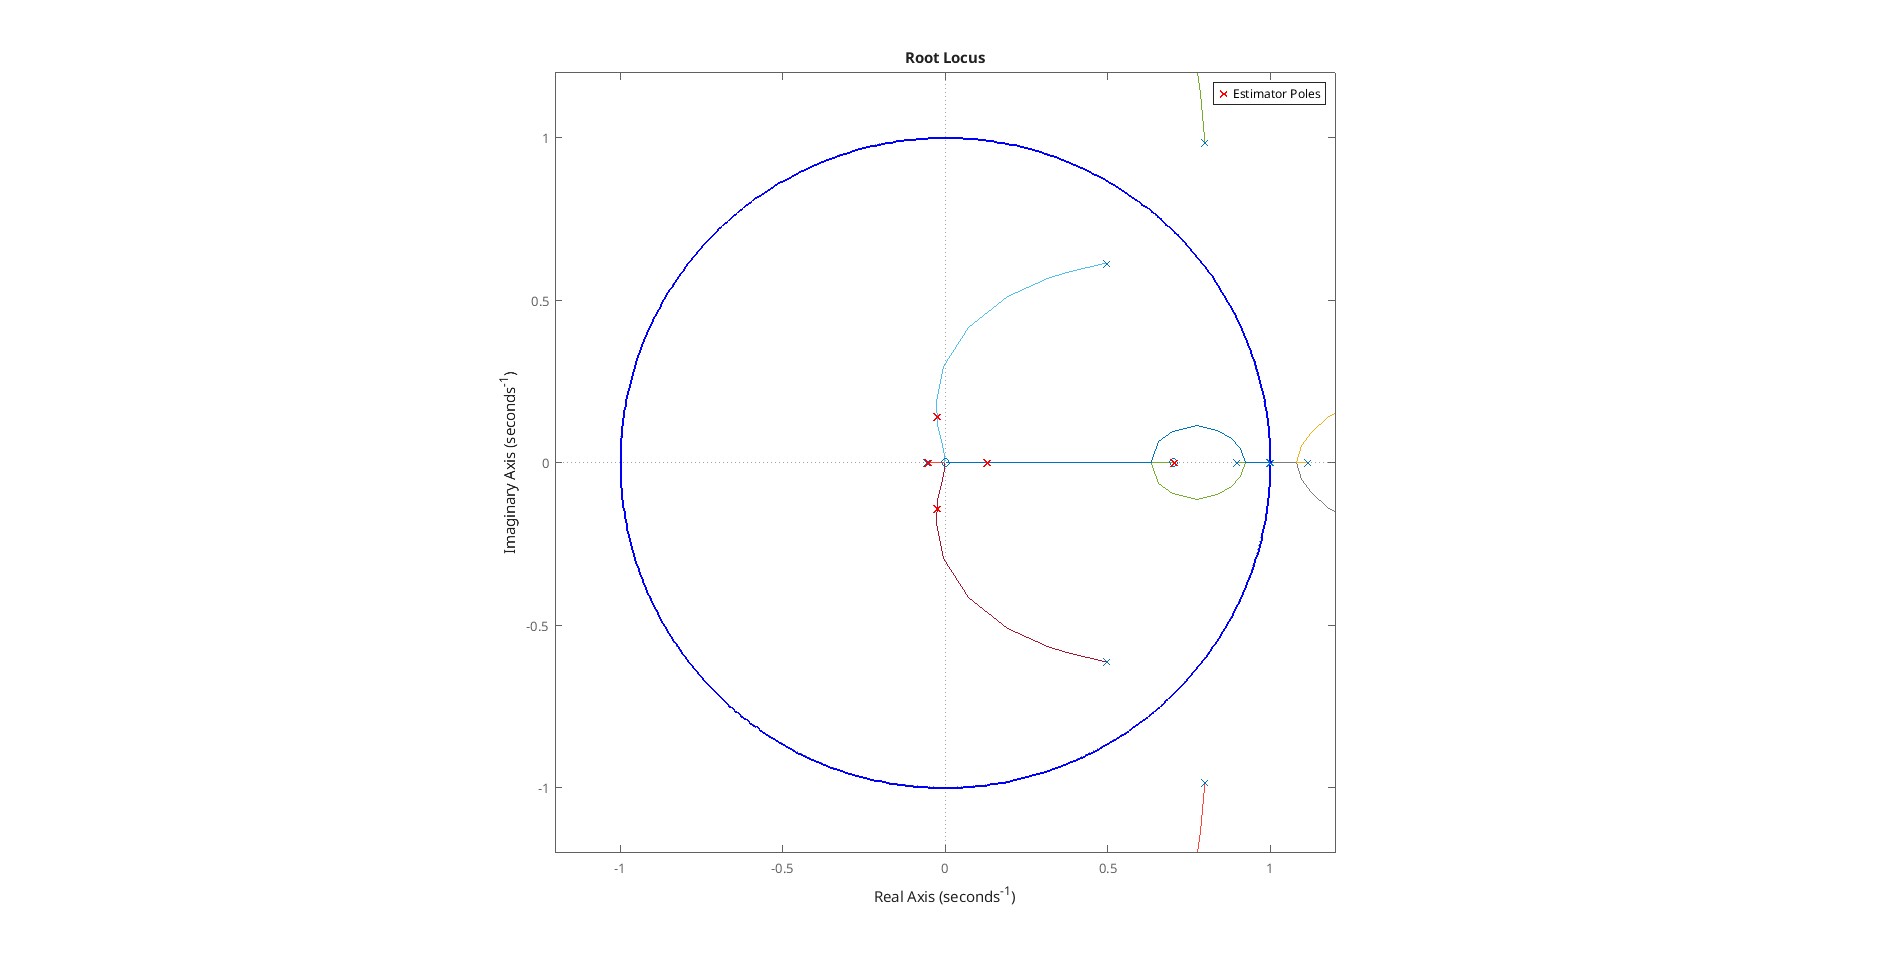 Root Locus
Estimator Poles
1
0.5
0
-0.5
-1
Imaginary Axis (seconds⁻¹)
-1
-0.5
0
0.5
1
Real Axis (seconds⁻¹)